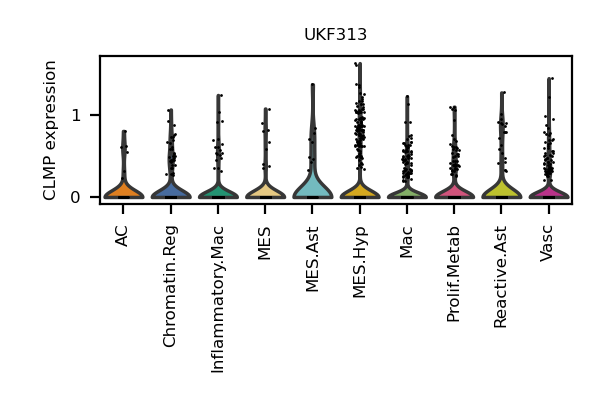 UKF313
CLMP expression
1
0
AC
Chromatin.Reg
Inflammatory.Mac
MES
MES.Ast
MES.Hyp
Mac
Prolif.Metab
Reactive.Ast
Vasc